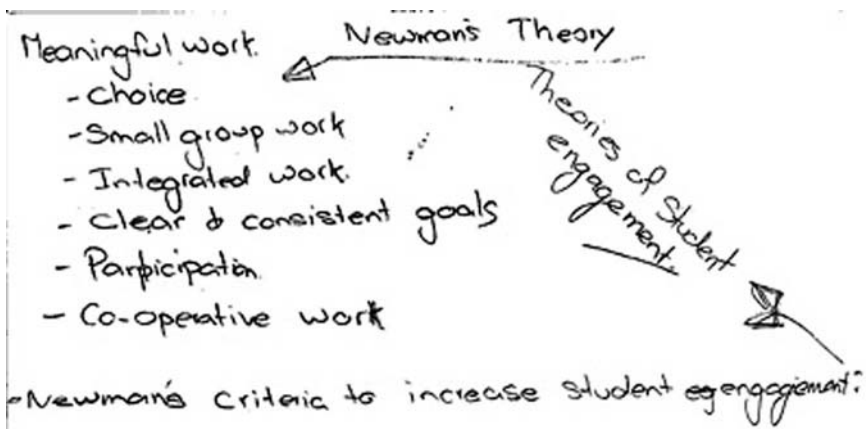 Newman's Theory
Meaningful work.
- Choice
- Small group work
- Integrated work.
- Clear & consistent goals
- Participation
- Co-operative work
Theories of Student
engagement.
- Newman's criteria to increase student egengagement.